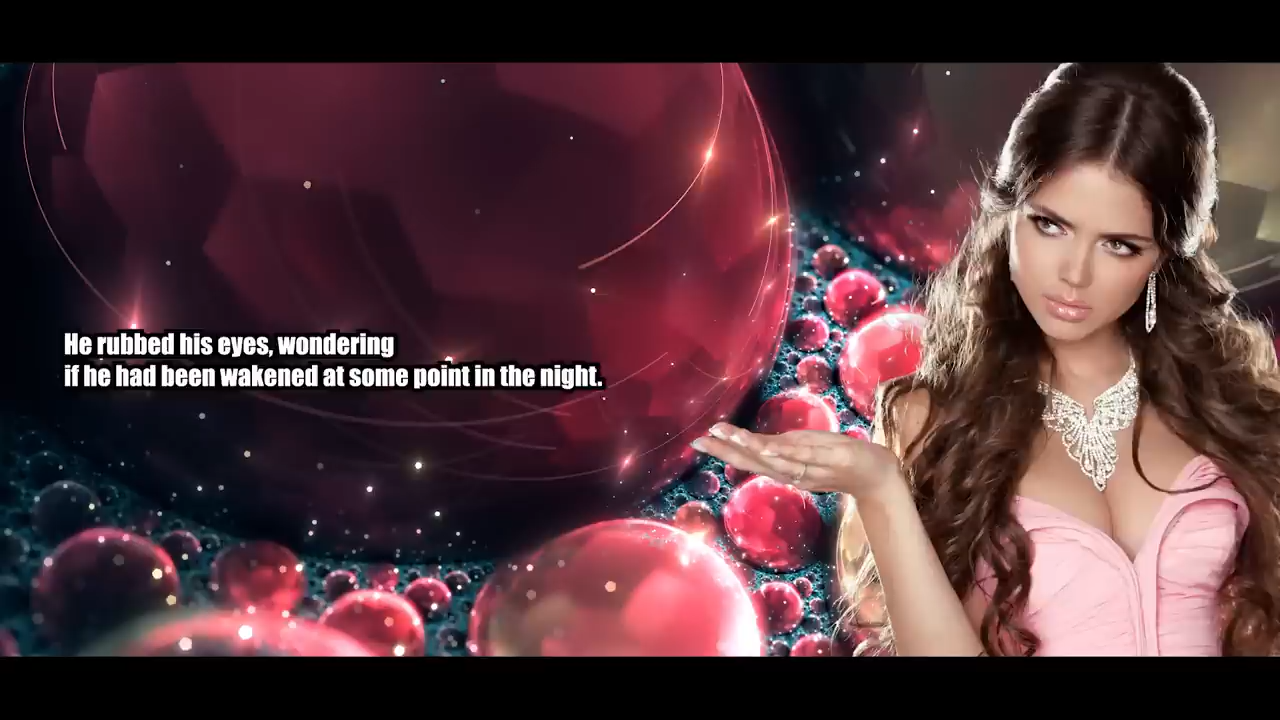 He rubbed his eyes, wondering
if he had been wakened at some point in the night.